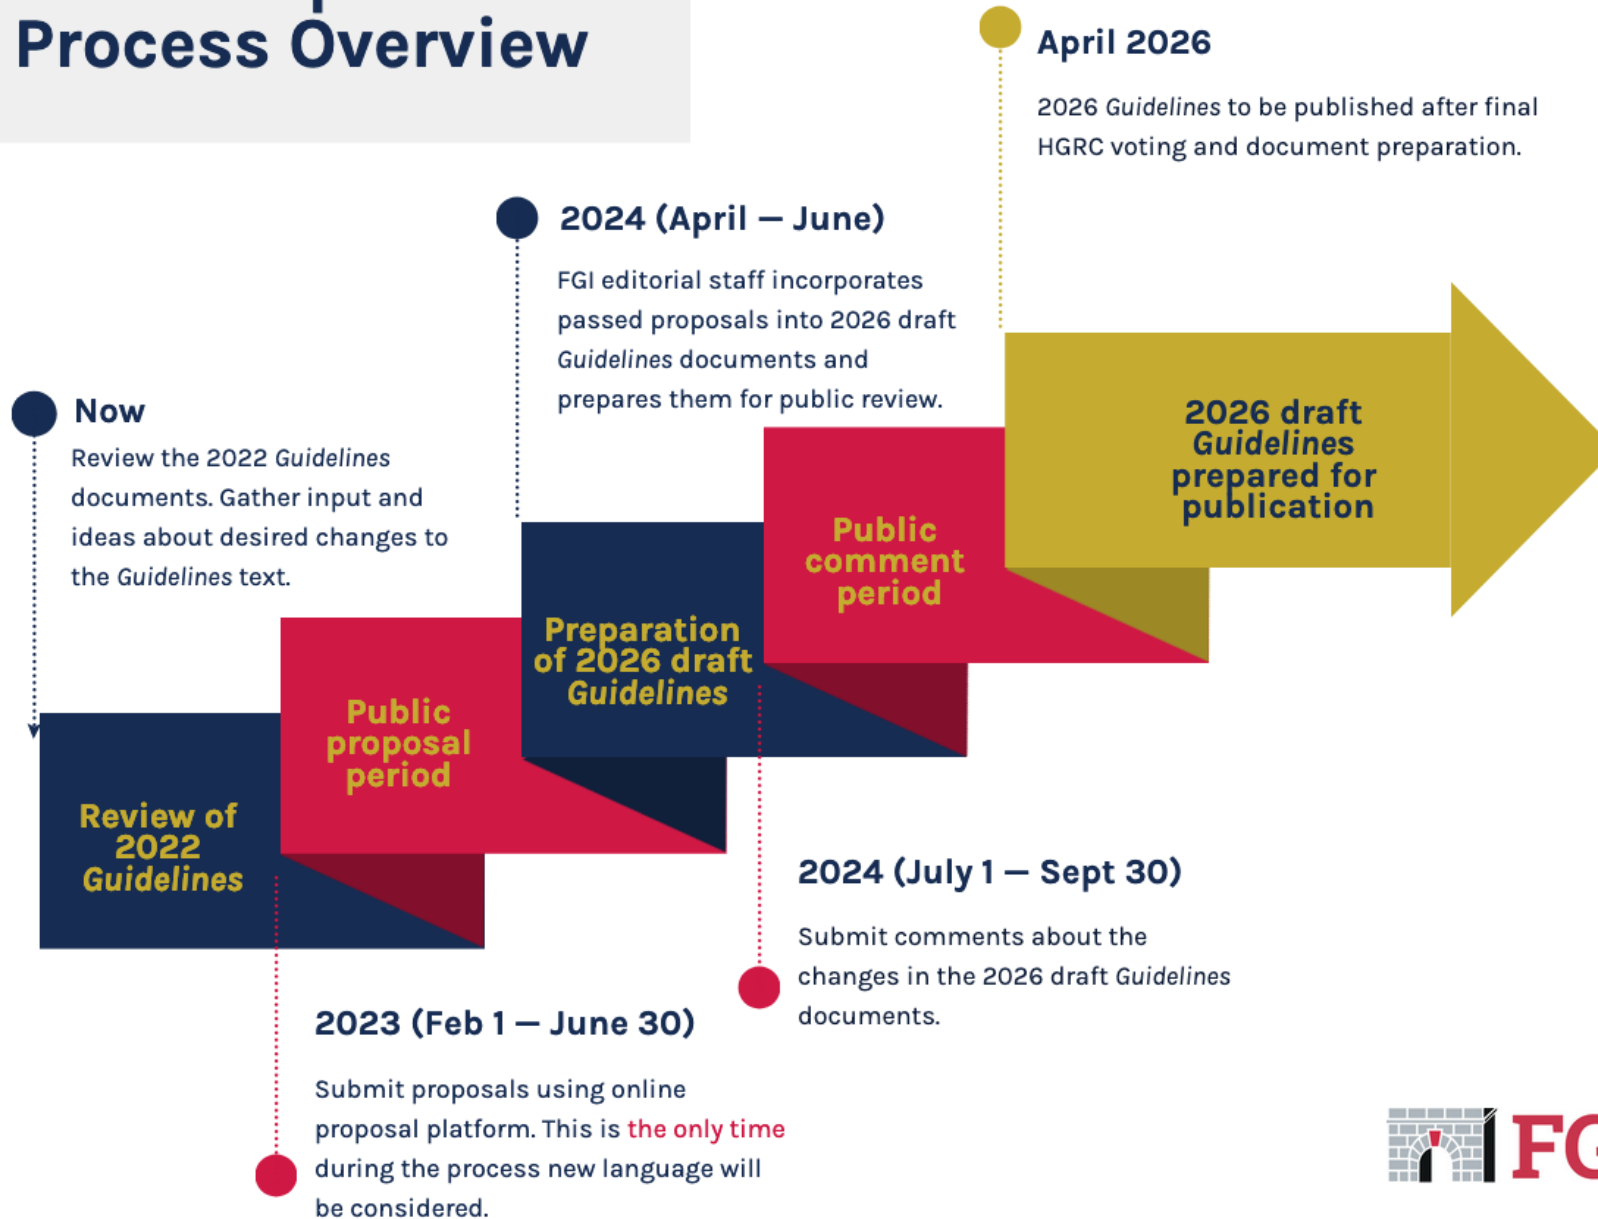 Process Overview
April 2026
2026 Guidelines to be published after final
HGRC voting and document preparation.
2024 (April – June)
FGI editorial staff incorporates
passed proposals into 2026 draft
Guidelines documents and
prepares them for public review.
Now
Review the 2022 Guidelines
documents. Gather input and
ideas about desired changes to
the Guidelines text.
Review of
2022
Guidelines
Public
proposal
period
Preparation
of 2026 draft
Guidelines
Public
comment
period
2026 draft
Guidelines
prepared for
publication
2023 (Feb 1 – June 30)
Submit proposals using online
proposal platform. This is the only time
during the process new language will
be considered.
2024 (July 1 – Sept 30)
Submit comments about the
changes in the 2026 draft Guidelines
documents.
FG